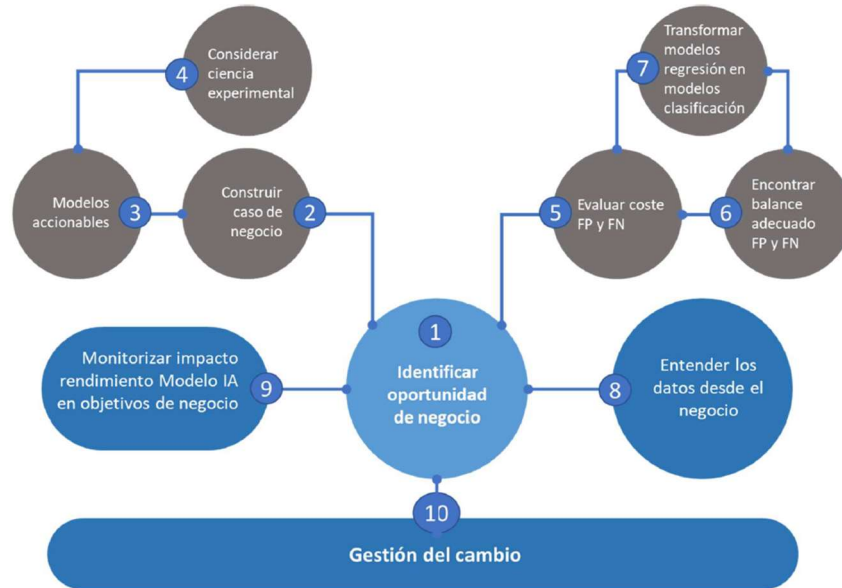 Considerar
ciencia
experimental
4
Transformar
modelos
regresión en
modelos
clasificación
7
Modelos
accionables
3
Construir
caso de
negocio
2
5
Evaluar coste
FP y FN
6
Encontrar
balance
adecuado
FP y FN
1
Identificar
oportunidad
de negocio
Monitorizar impacto
rendimiento Modelo IA
en objetivos de negocio
9
8
Entender los
datos desde el
negocio
10
Gestión del cambio